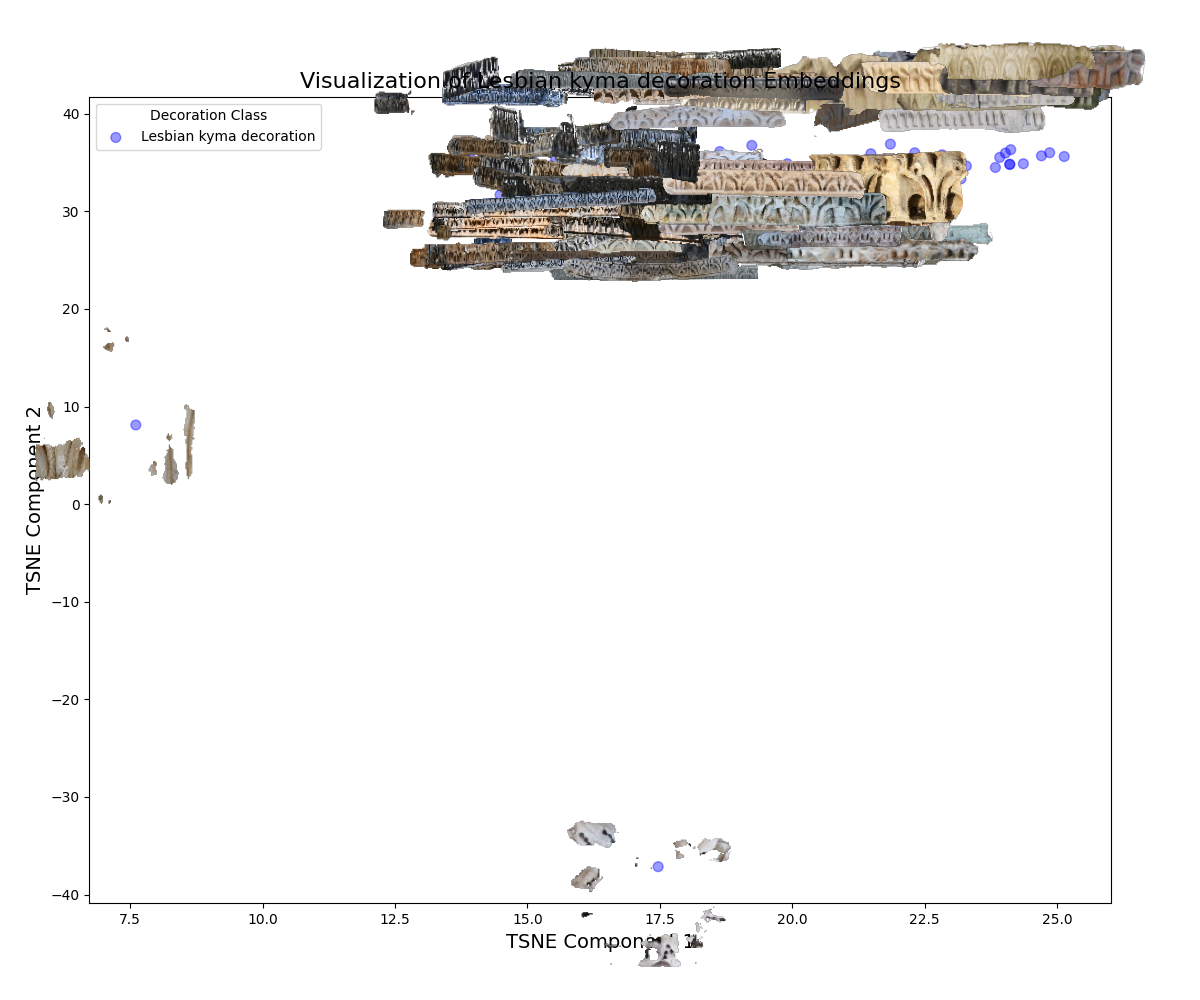 Visualization of Lesbian kyma decoration Embeddings
Decoration Class
Lesbian kyma decoration
40
30
20
10
0
−10
−20
−30
−40
TSNE Component 2
7.5 10.0 12.5 15.0 17.5 20.0 22.5 25.0
TSNE Component 1